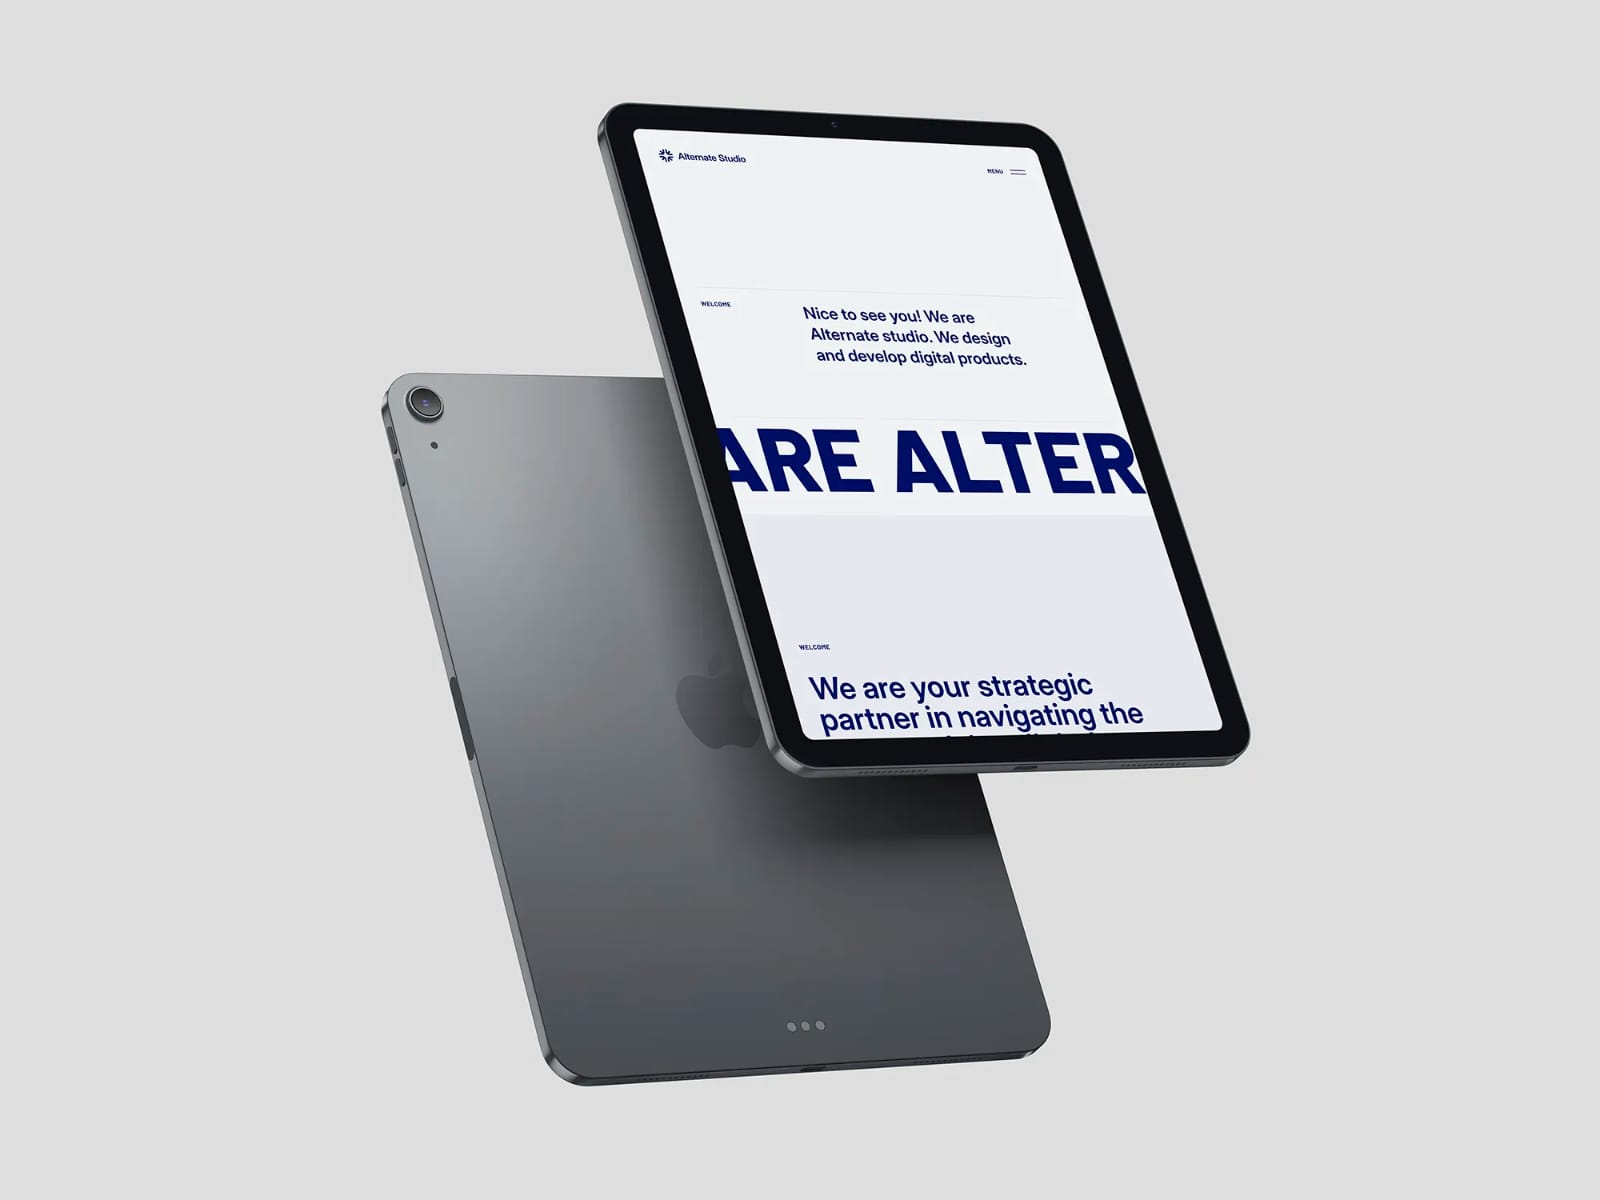 Alternate Studio
MENU
WELCOME
Nice to see you! We are
Alternate studio. We design
and develop digital products.
ARE ALTER
WELCOME
We are your strategic
partner in navigating the